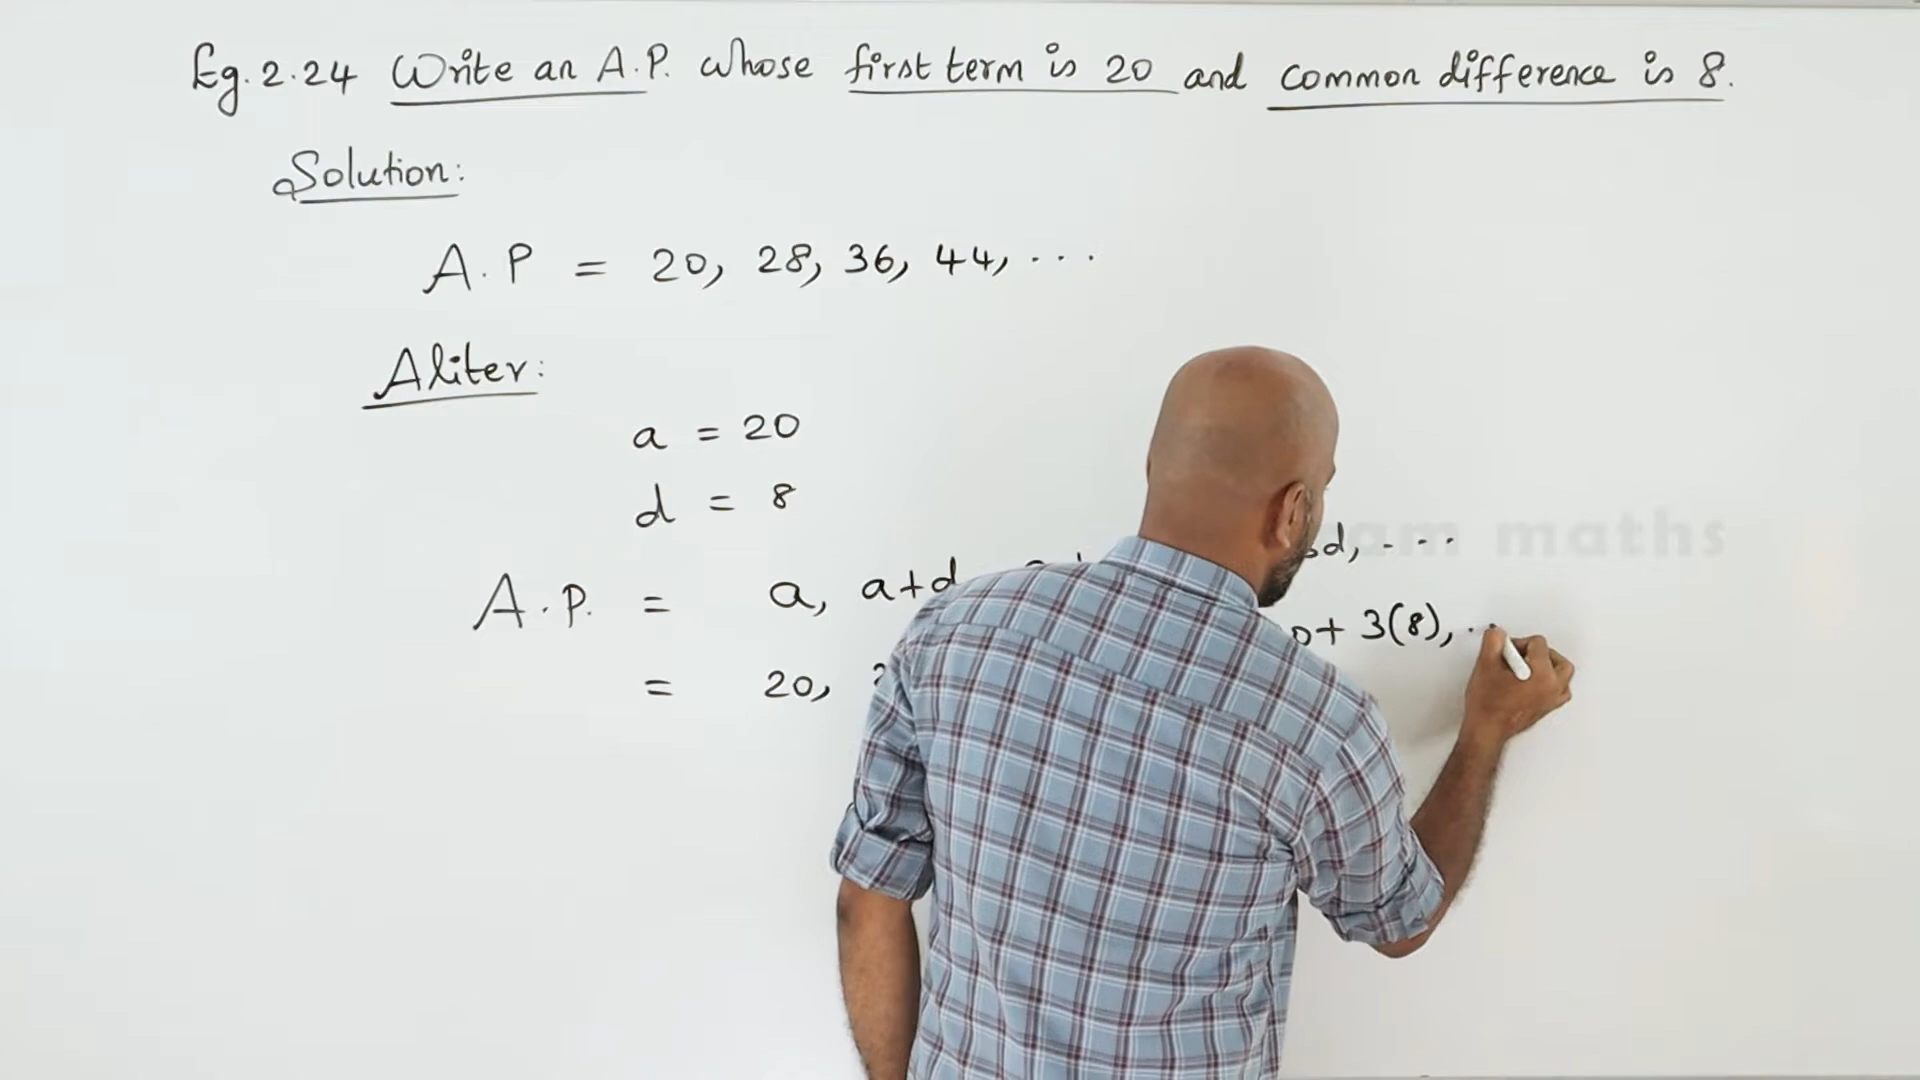 Eg. 2.24 Write an A.P. whose first term is 20 and common difference is 8.
Solution:
A.P = 20, 28, 36, 44, ...
Aliter:
a = 20
d = 8
A.P. = a, a+d d, ...
= 20, + 3(8), ..
maths